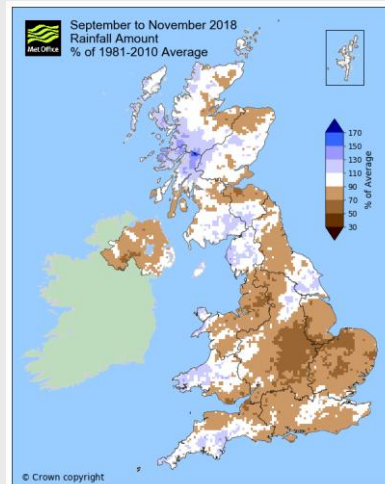 September to November 2018
Rainfall Amount
% of 1981-2010 Average
Met Office
170
150
130
110
90
70
50
30
% of Average
© Crown copyright